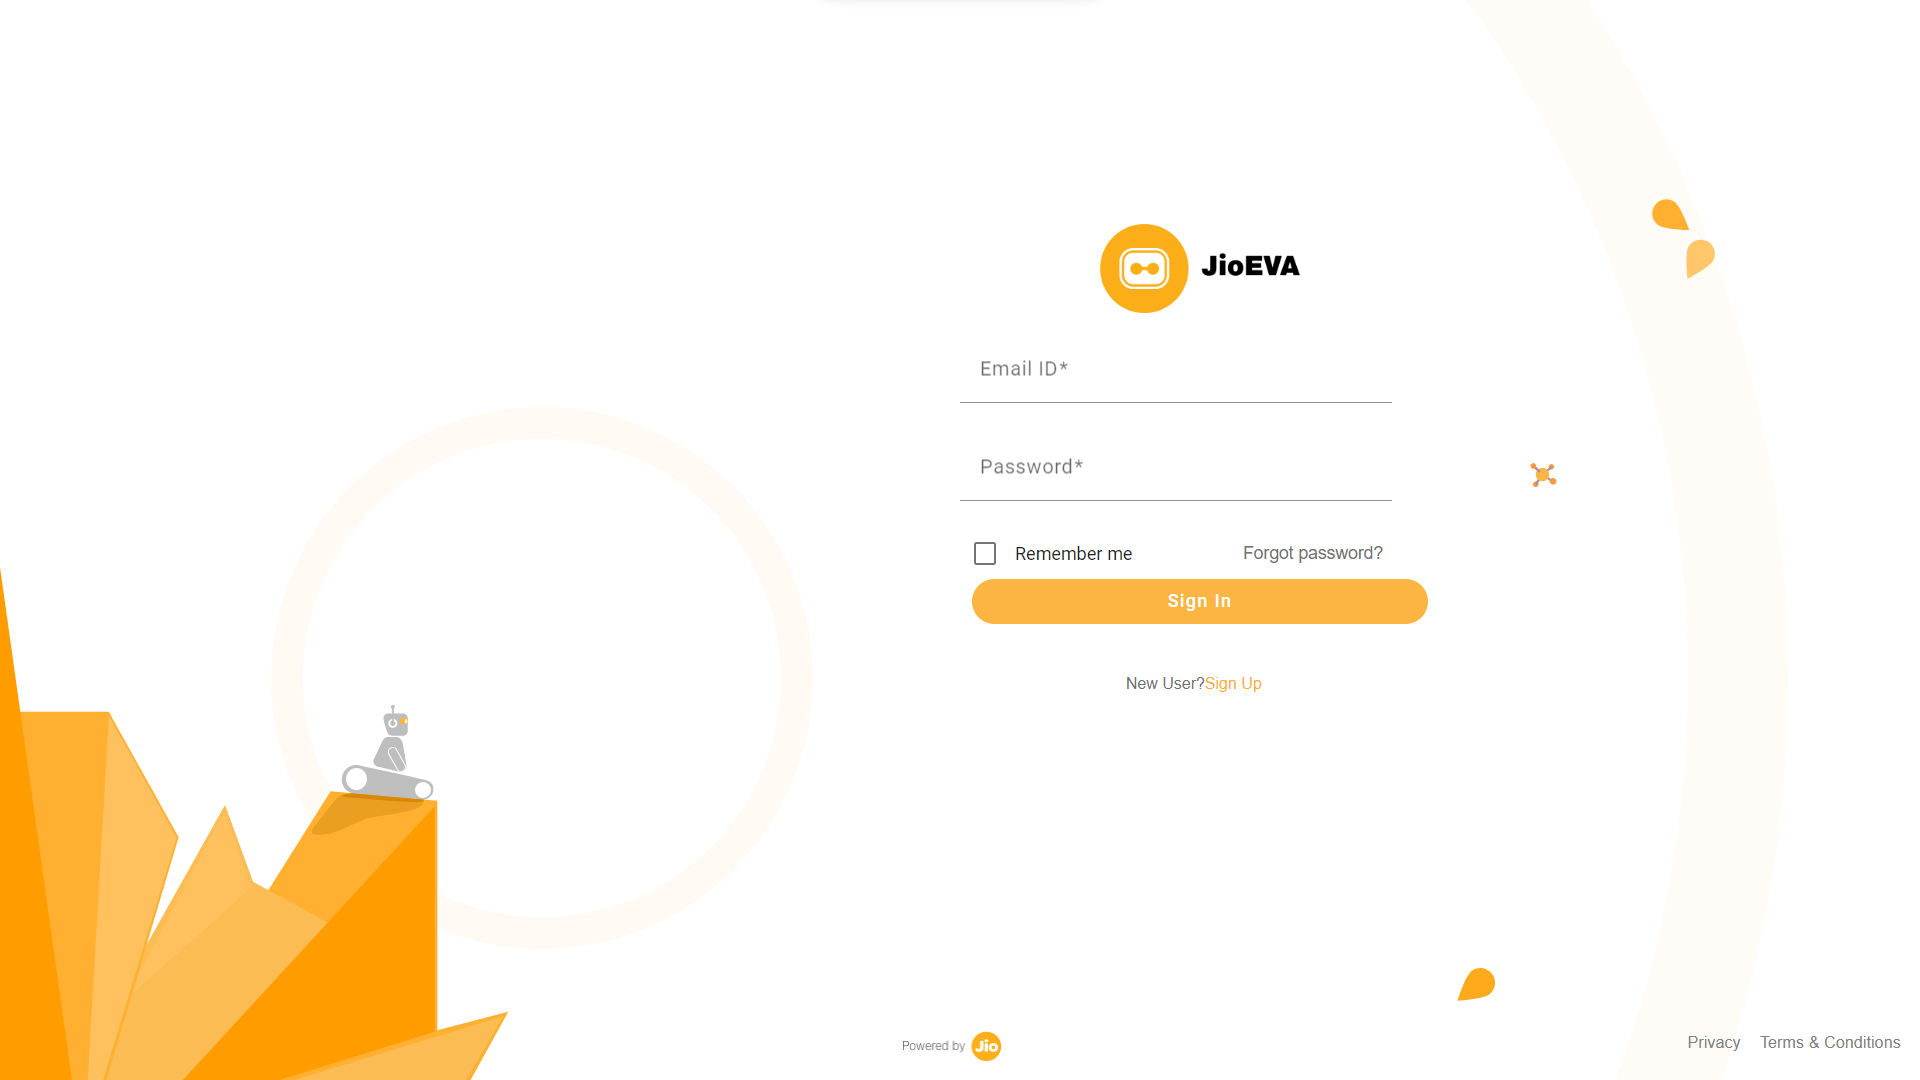 JioEVA
Email ID*
Password*
Remember me
Forgot password?
Sign In
New User?Sign Up
Powered by Jio
Privacy
Terms & Conditions